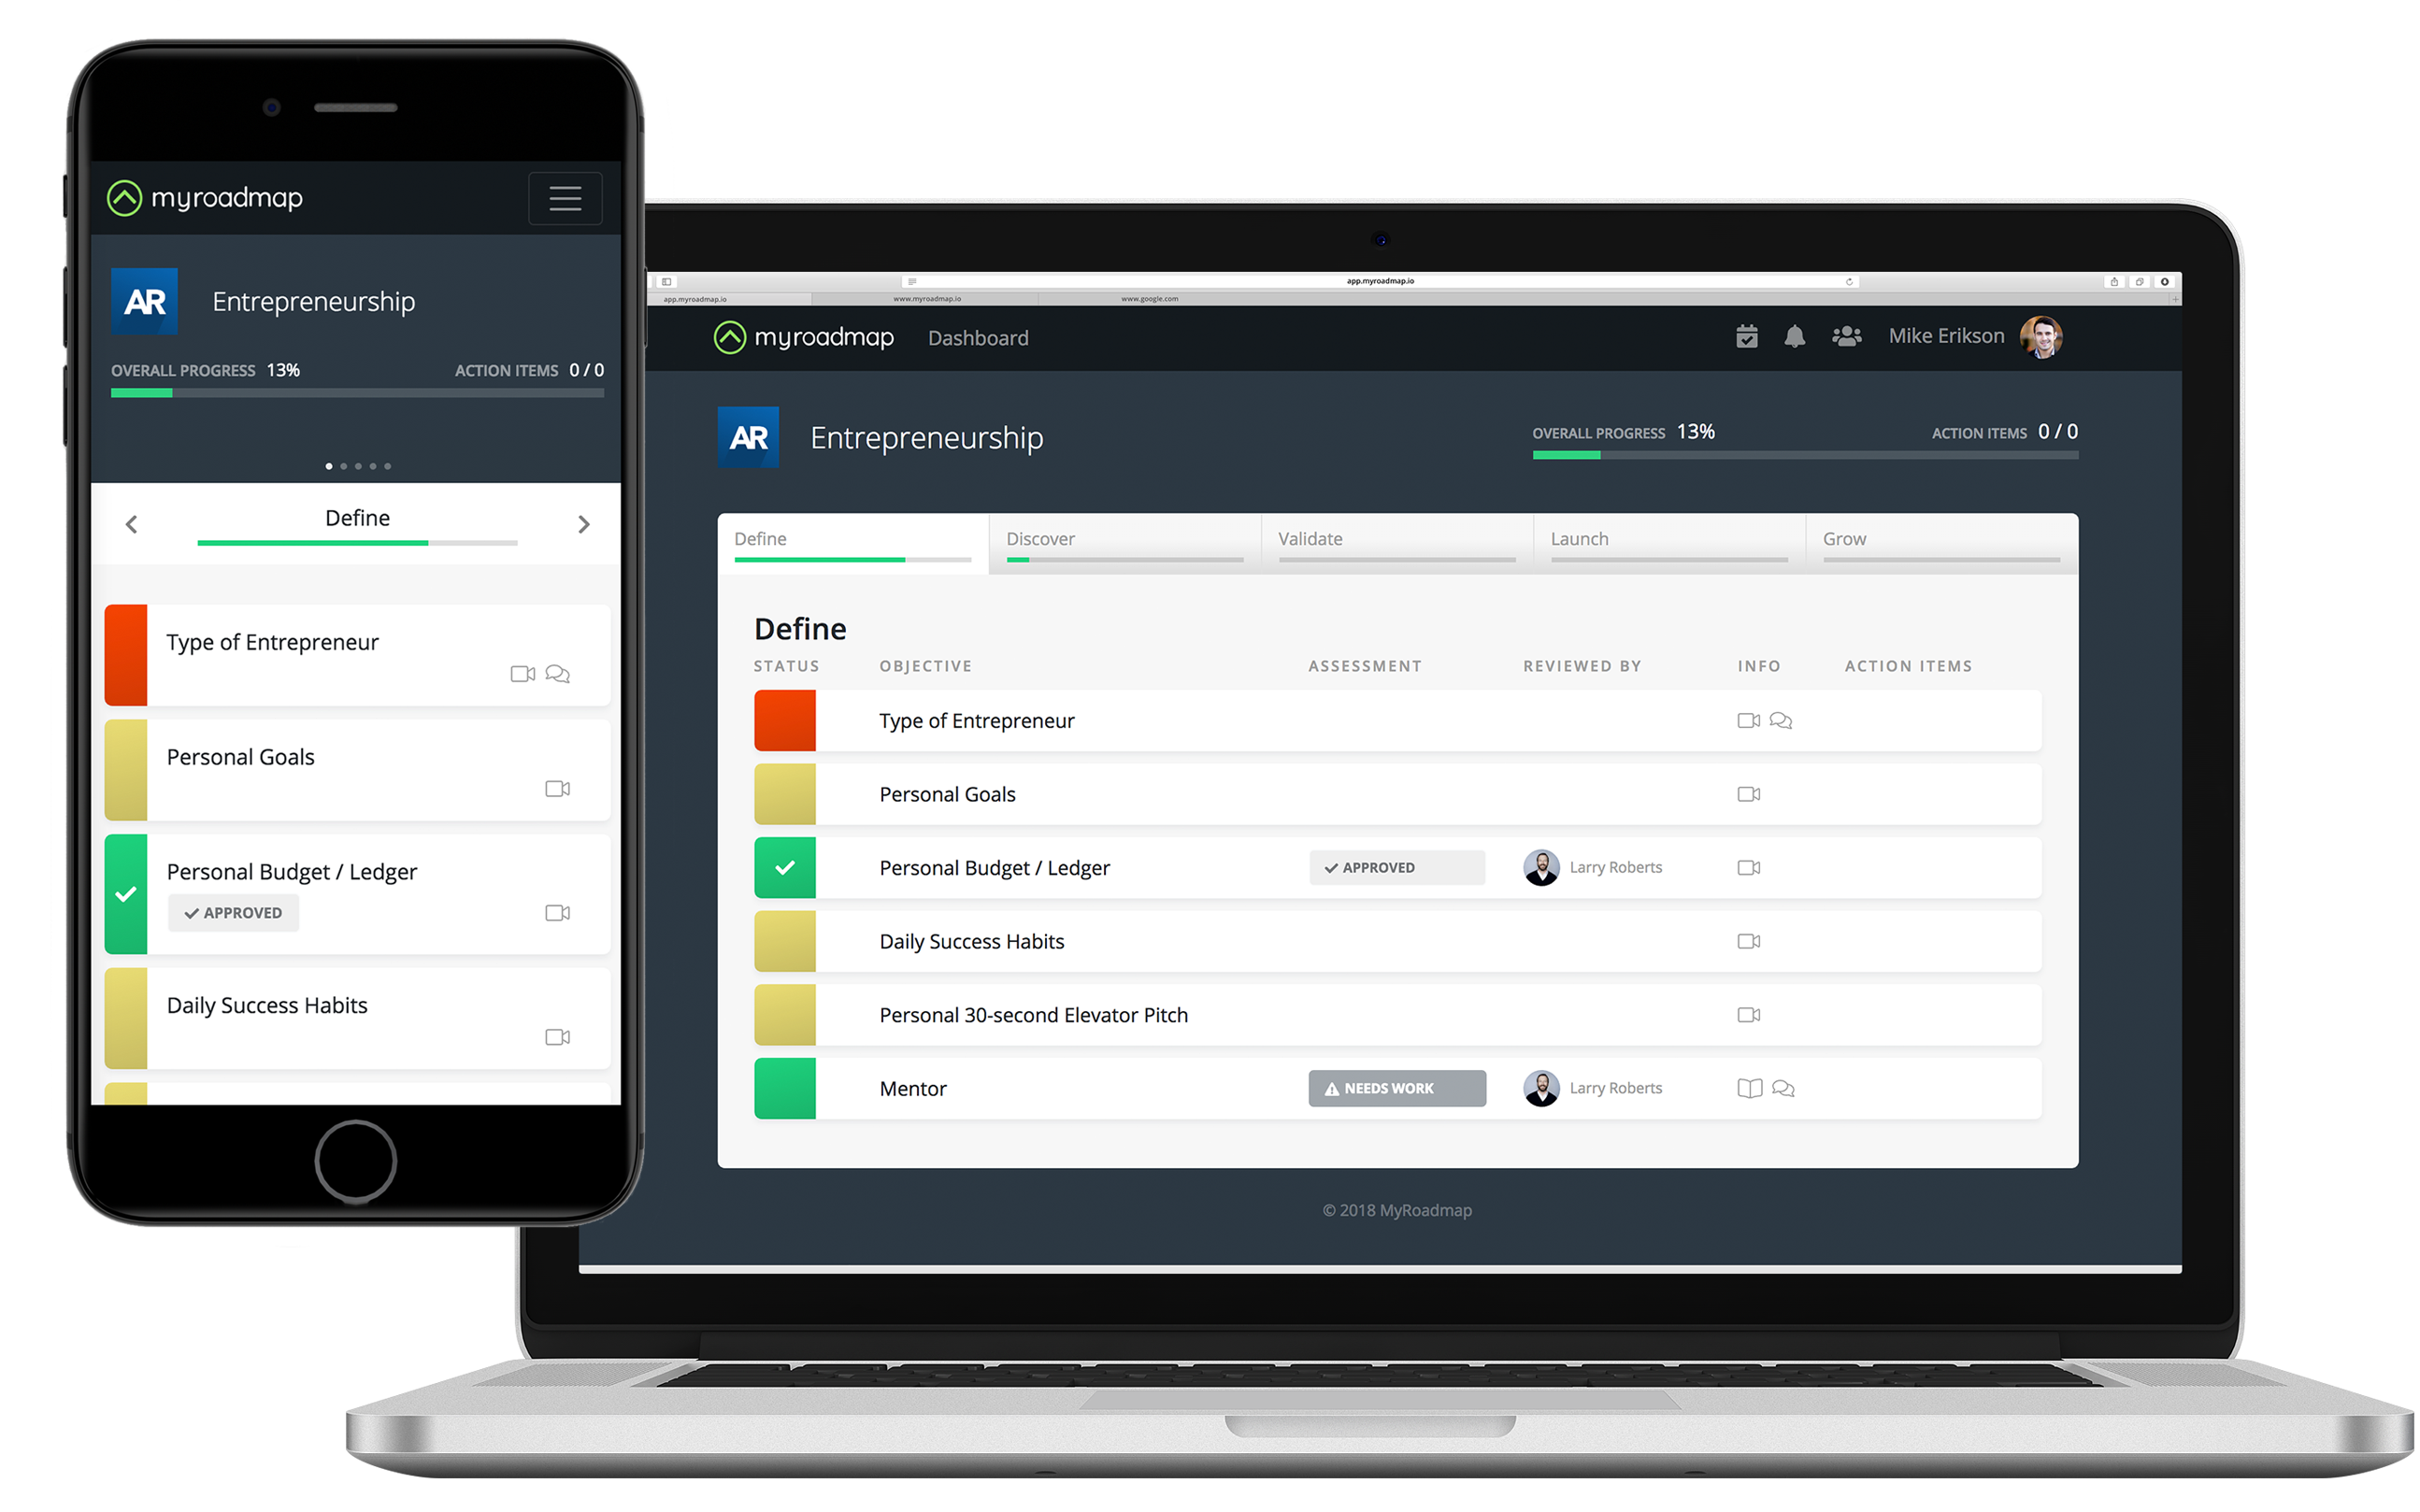 myroadmap
AR Entrepreneurship
OVERALL PROGRESS 13% ACTION ITEMS 0 / 0
Define
Type of Entrepreneur
Personal Goals
Personal Budget / Ledger
APPROVED
Daily Success Habits
app.myroadmap.io
app.myroadmap.io www.myroadmap.io www.google.com
myroadmap Dashboard Mike Erikson
AR Entrepreneurship
OVERALL PROGRESS 13% ACTION ITEMS 0 / 0
Define Discover Validate Launch Grow
Define
STATUS OBJECTIVE ASSESSMENT REVIEWED BY INFO ACTION ITEMS
Type of Entrepreneur
Personal Goals
Personal Budget / Ledger APPROVED Larry Roberts
Daily Success Habits
Personal 30-second Elevator Pitch
Mentor NEEDS WORK Larry Roberts
© 2018 MyRoadmap